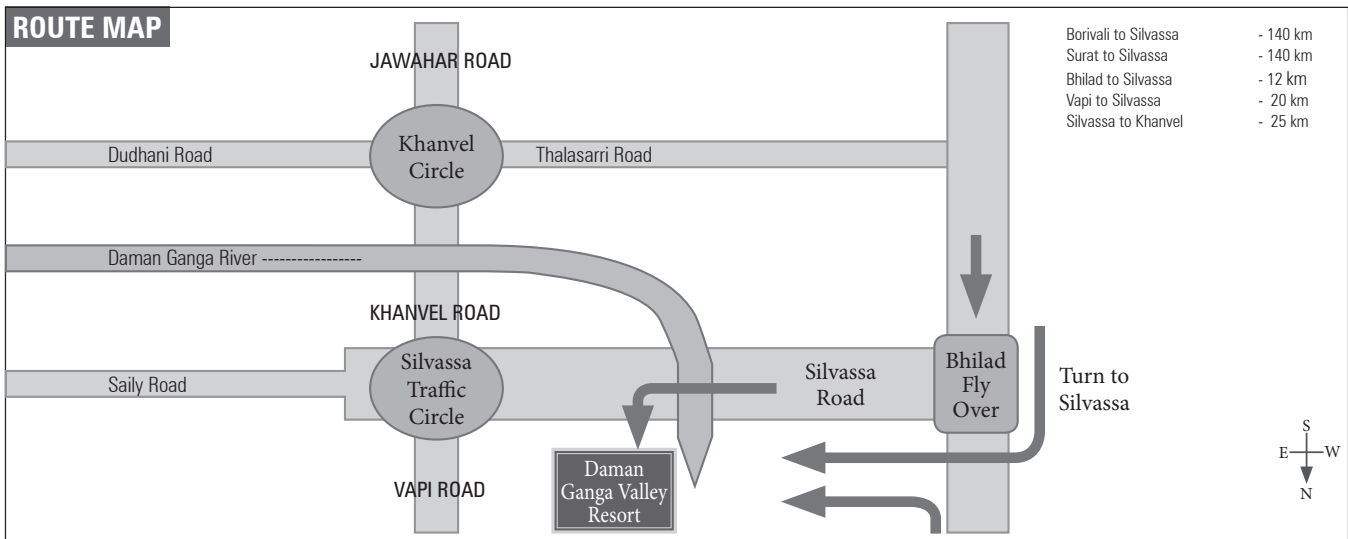 ROUTE MAP
JAWAHAR ROAD
Borivali to Silvassa - 140 km
Surat to Silvassa - 140 km
Bhilad to Silvassa - 12 km
Vapi to Silvassa - 20 km
Silvassa to Khanvel - 25 km
Dudhani Road
Khanvel
Circle
Thalasarri Road
Daman Ganga River -----------------
KHANVEL ROAD
Saily Road
Silvassa
Traffic
Circle
Silvassa
Road
Bhilad
Fly
Over
Turn to
Silvassa
VAPI ROAD
Daman
Ganga Valley
Resort
S
E W
N